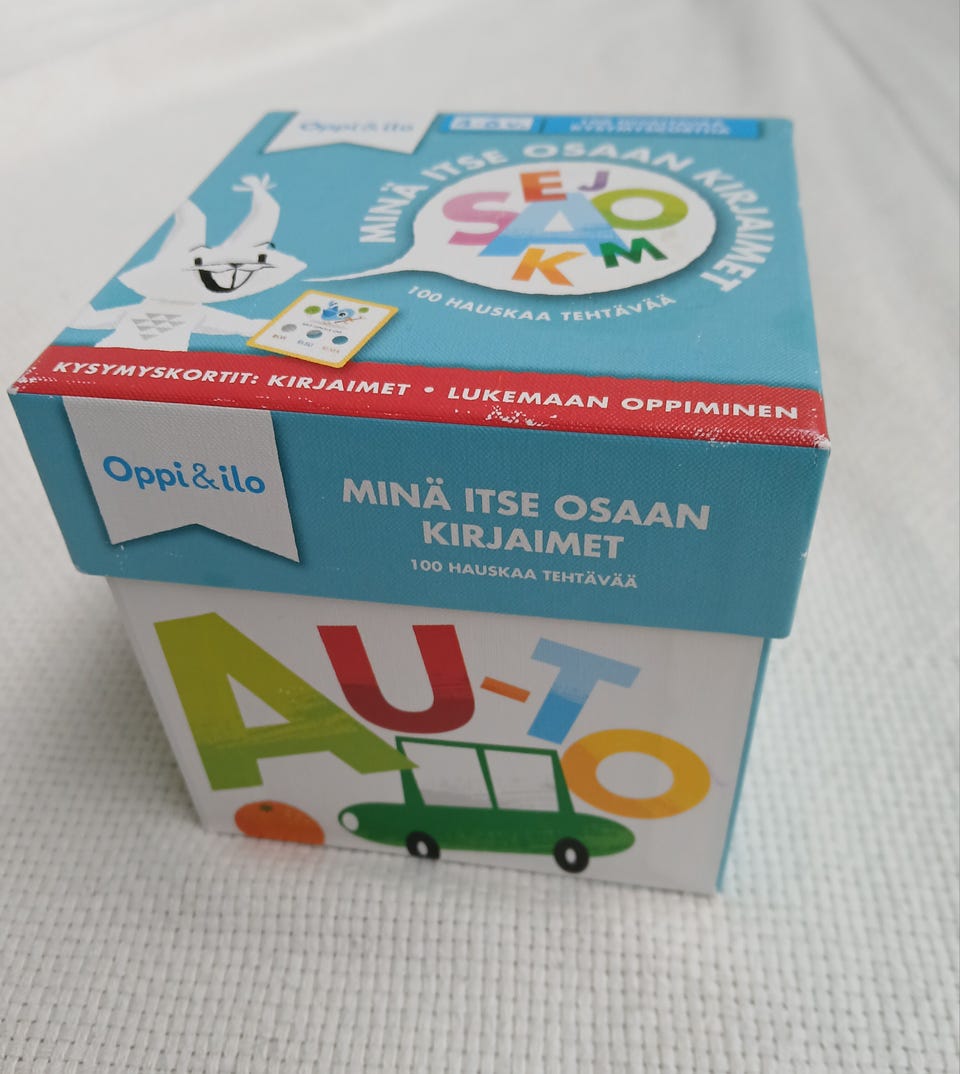 Oppi&ilo
MINÄ ITSE OSAAN KIRJAIMET
E J
S A O
K M
100 HAUSKAA TEHTÄVÄÄ
KYSYMYSKORTIT: KIRJAIMET • LUKEMAAN OPPIMINEN
Oppi&ilo
MINÄ ITSE OSAAN
KIRJAIMET
100 HAUSKAA TEHTÄVÄÄ
AU-TO